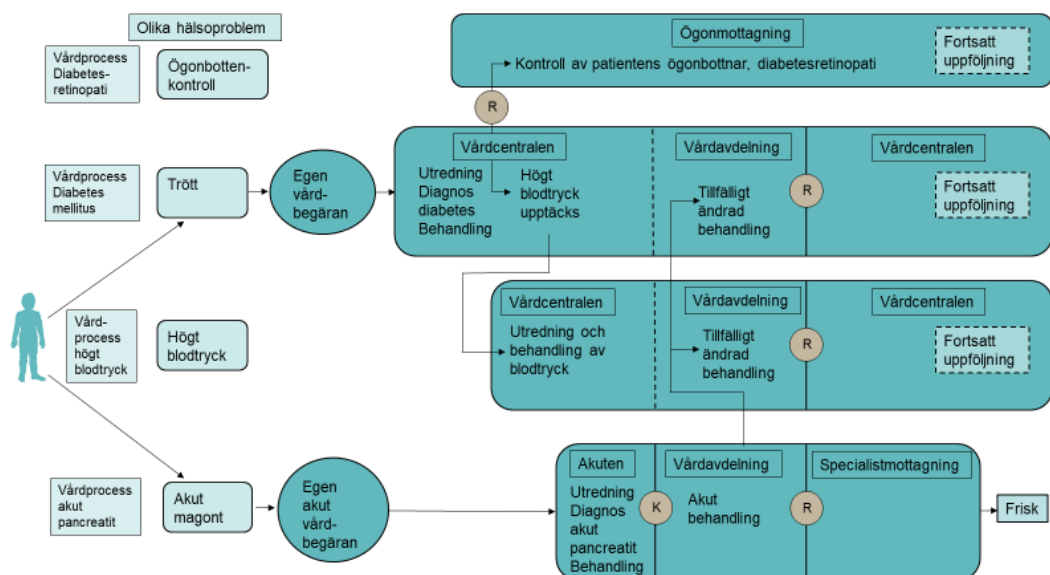 Olika hälsoproblem
Vårdprocess
Diabetes-
retinopati
Ögonbotten-
kontroll
Ögonmottagning
Kontroll av patientens ögonbottnar, diabetesretinopati
Fortsatt
uppföljning
R
Vårdprocess
Diabetes
mellitus
Trött
Egen
vård-
begäran
Vårdcentralen
Utredning
Diagnos
diabetes
Behandling
Högt
blodtryck
upptäcks
Vårdavdelning
Tillfälligt
ändrad
behandling
R
Vårdcentralen
Fortsatt
uppföljning
Vård-
process
högt
blodtryck
Högt
blodtryck
Vårdcentralen
Utredning och
behandling av
blodtryck
Vårdavdelning
Tillfälligt
ändrad
behandling
R
Vårdcentralen
Fortsatt
uppföljning
Vårdprocess
akut
pancreatit
Akut
magont
Egen
akut
vård-
begäran
Akuten
Utredning
Diagnos
akut
pancreatit
Behandling
K
Vårdavdelning
Akut
behandling
R
Specialistmottagning
Frisk